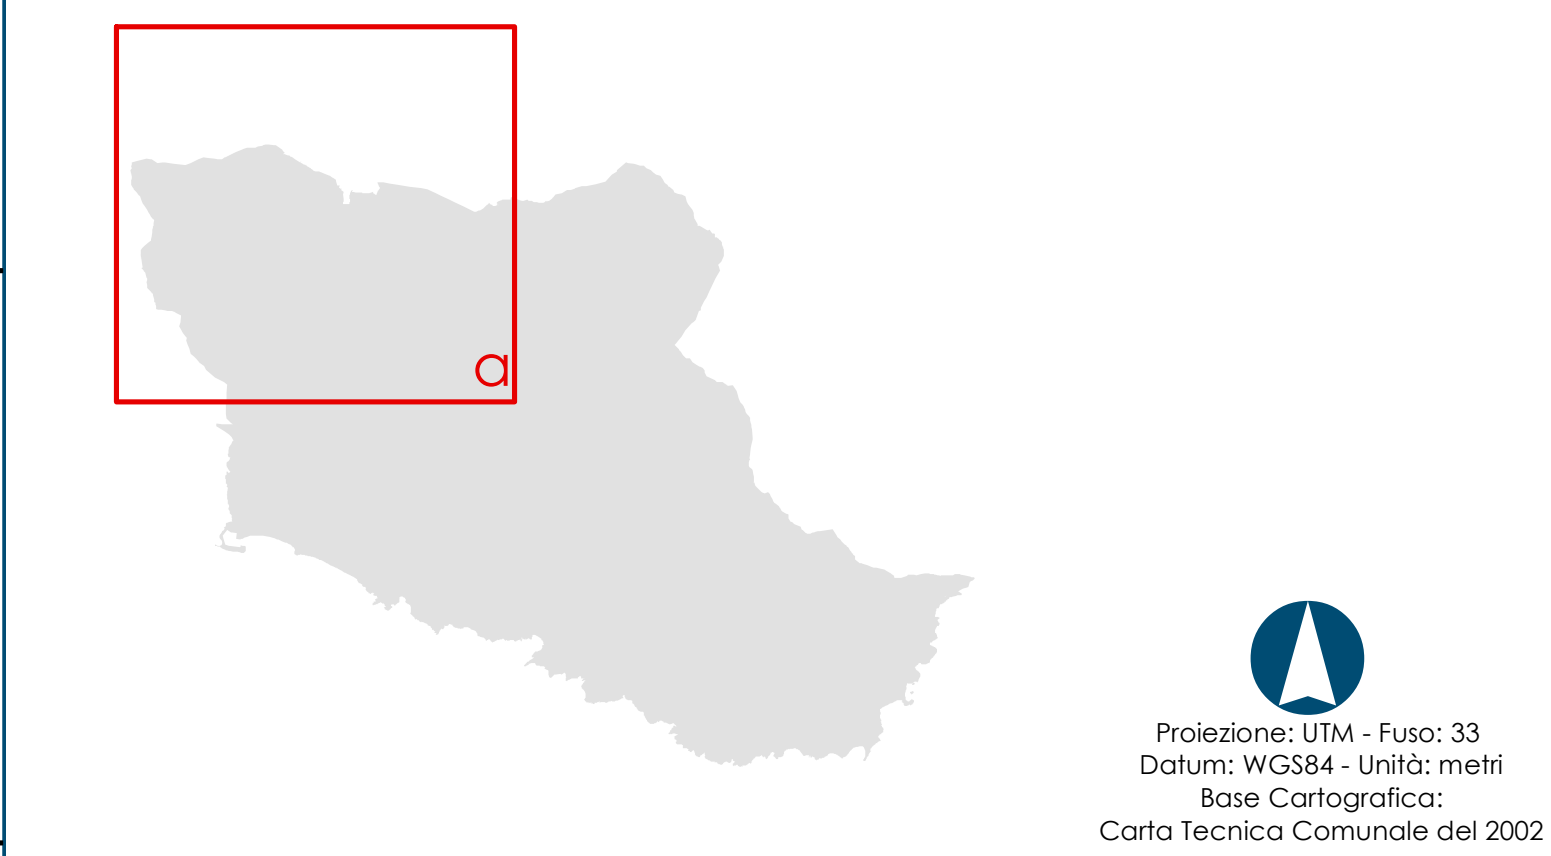 a
Proiezione: UTM - Fuso: 33
Datum: WGS84 - Unità: metri
Base Cartografica:
Carta Tecnica Comunale del 2002